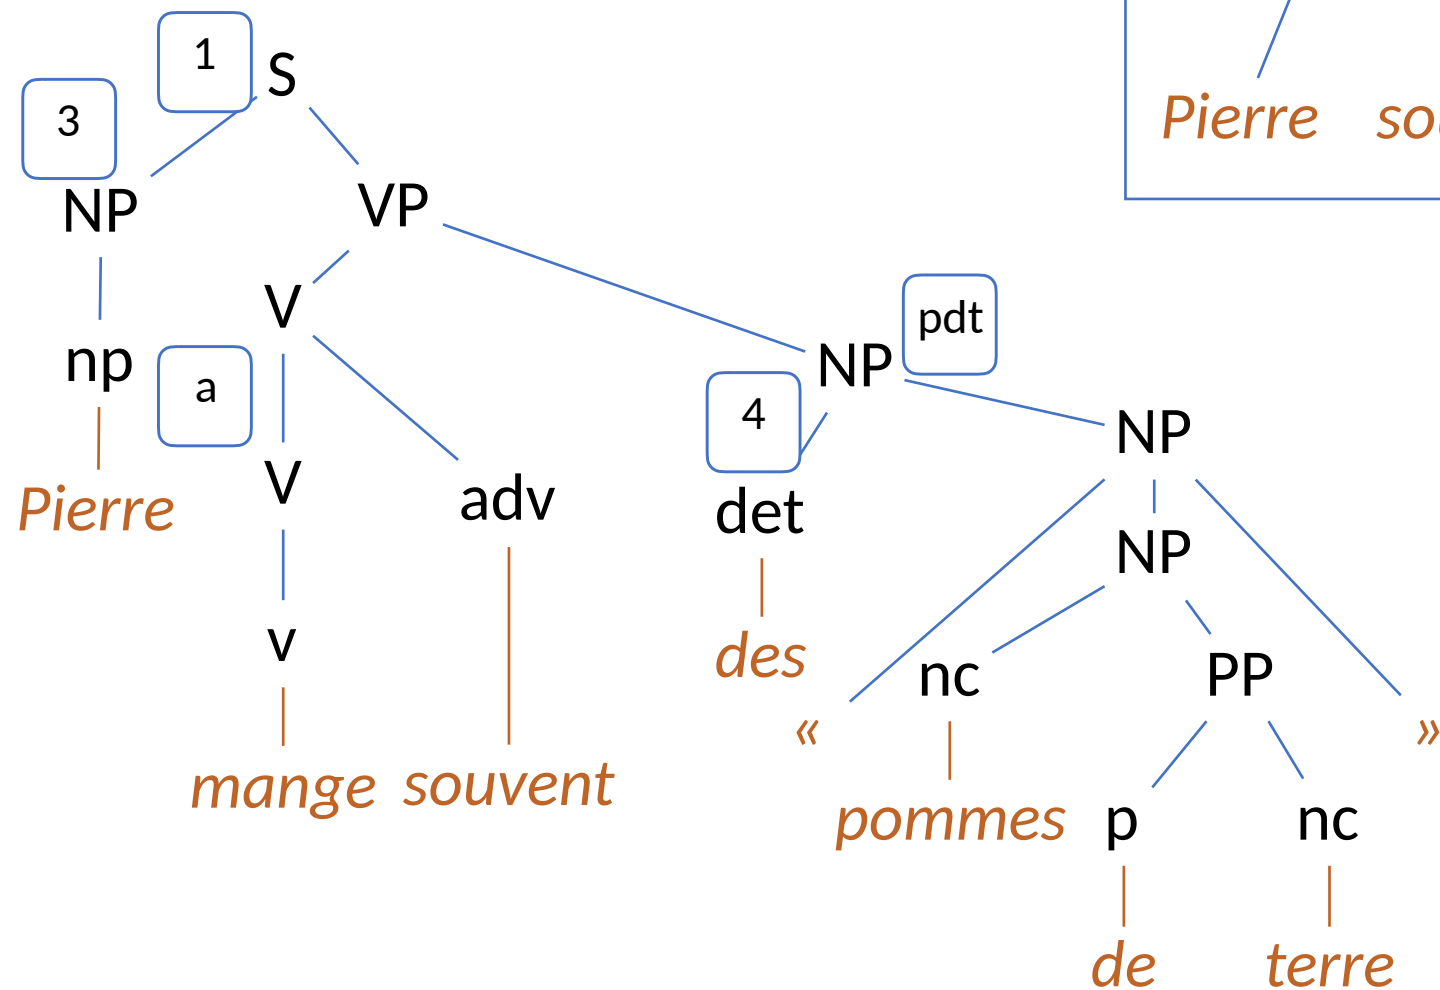 1
S
3
Pierre
NP
VP
V
pdt
np
a
NP
4
NP
V
adv
det
Pierre
NP
v
des
nc
PP
«
»
mange souvent
pommes
p
nc
de
terre